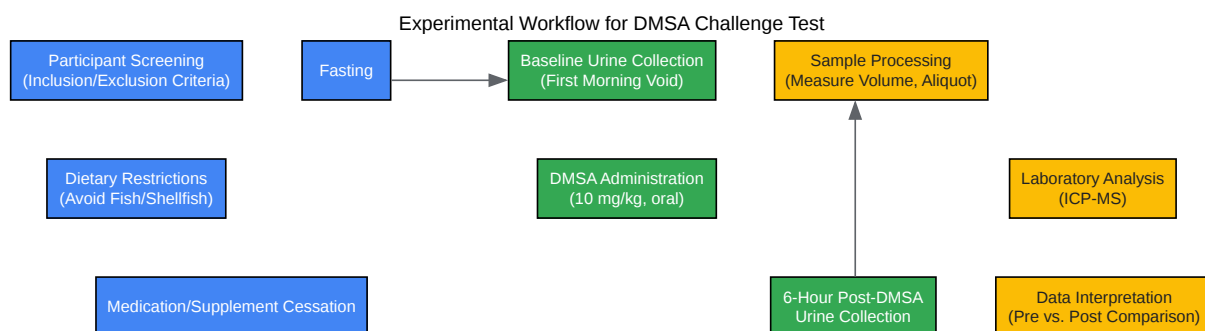 Experimental Workflow for DMSA Challenge Test
Participant Screening
(Inclusion/Exclusion Criteria)
Fasting
Baseline Urine Collection
(First Morning Void)
Sample Processing
(Measure Volume, Aliquot)
Dietary Restrictions
(Avoid Fish/Shellfish)
DMSA Administration
(10 mg/kg, oral)
Laboratory Analysis
(ICP-MS)
Medication/Supplement Cessation
6-Hour Post-DMSA
Urine Collection
Data Interpretation
(Pre vs. Post Comparison)